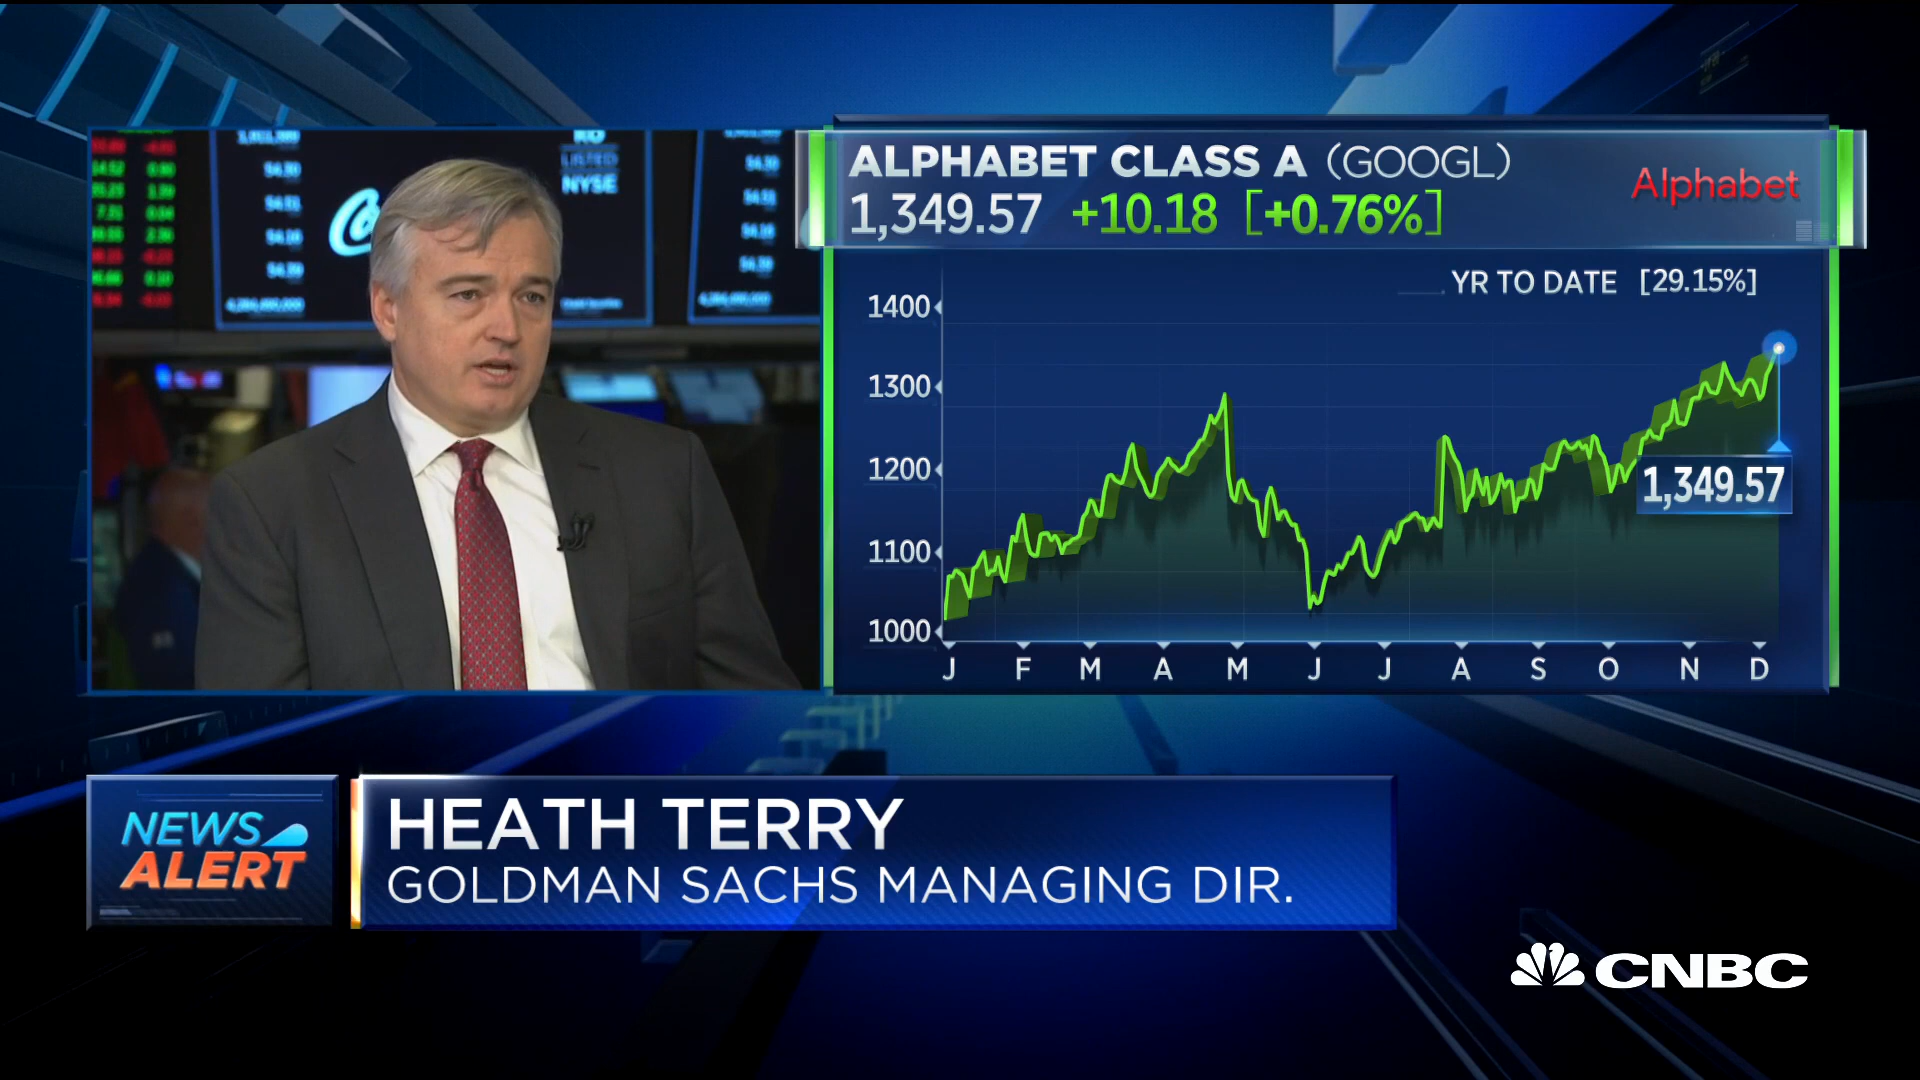 KO
LISTED
NYSE
ALPHABET CLASS A (GOOGL)
1,349.57 +10.18 [+0.76%]
Alphabet
YR TO DATE [29.15%]
1400
1300
1200
1100
1000
1,349.57
J F M A M J J A S O N D
NEWS
ALERT
HEATH TERRY
GOLDMAN SACHS MANAGING DIR.
CNBC